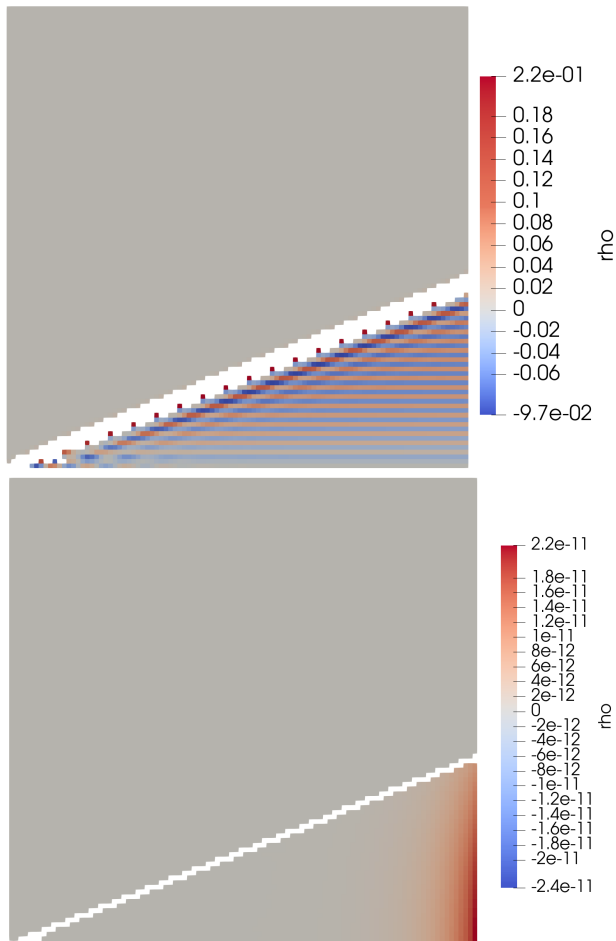 2.2e-01
0.18
0.16
0.14
0.12
0.1
0.08
0.06
0.04
0.02
0
-0.02
-0.04
-0.06
-9.7e-02
rho
2.2e-11
1.8e-11
1.6e-11
1.4e-11
1.2e-11
1e-11
8e-12
6e-12
4e-12
2e-12
0
-2e-12
-4e-12
-6e-12
-8e-12
-1e-11
-1.2e-11
-1.4e-11
-1.6e-11
-1.8e-11
-2e-11
-2.4e-11
rho